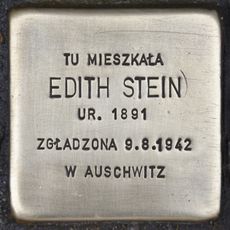 TU MIESZKAŁA
EDITH STEIN
UR. 1891
ZGŁADZONA 9.8.1942
W AUSCHWITZ